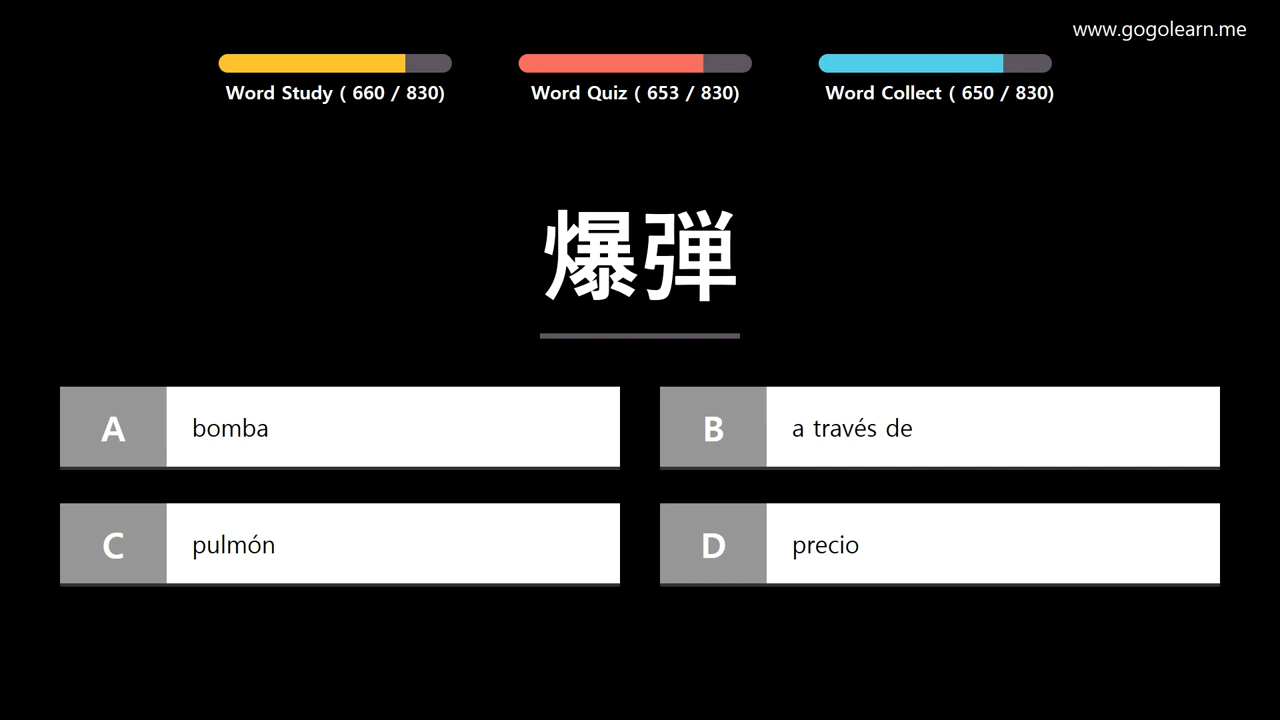 www.gogolearn.me
Word Study ( 660 / 830)
Word Quiz ( 653 / 830)
Word Collect ( 650 / 830)
爆弾
A bomba
B a través de
C pulmón
D precio